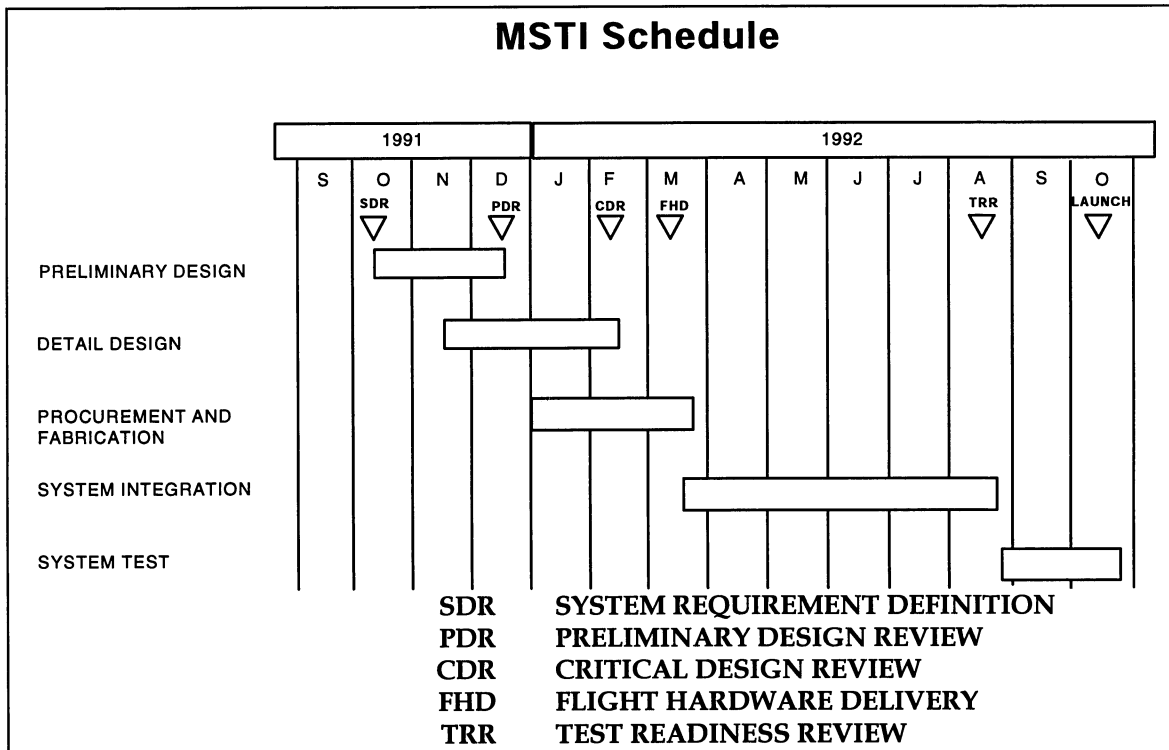 MSTI Schedule
1991 1992
S O N D J F M A M J J A S O
SDR PDR CDR FHD TRR LAUNCH
PRELIMINARY DESIGN
DETAIL DESIGN
PROCUREMENT AND
FABRICATION
SYSTEM INTEGRATION
SYSTEM TEST
SDR SYSTEM REQUIREMENT DEFINITION
PDR PRELIMINARY DESIGN REVIEW
CDR CRITICAL DESIGN REVIEW
FHD FLIGHT HARDWARE DELIVERY
TRR TEST READINESS REVIEW